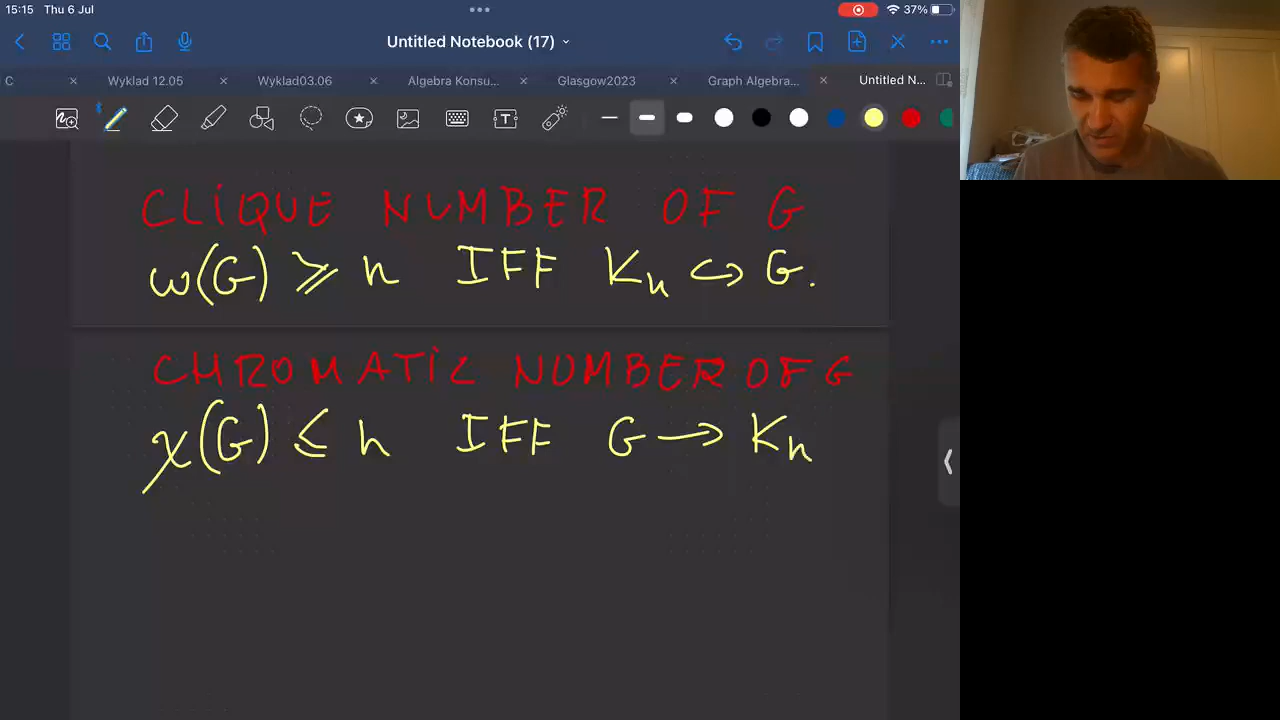 15:15 Thu 6 Jul 37%
Untitled Notebook (17)
C Wyklad 12.05 Wyklad03.06 Algebra Konsu... Glasgow2023 Graph Algebra... Untitled N...
CLIQUE NUMBER OF G
ω(G) ≥ n IFF Kₙ ↪ G.
CHROMATIC NUMBER OF G
χ(G) ≤ n IFF G → Kₙ